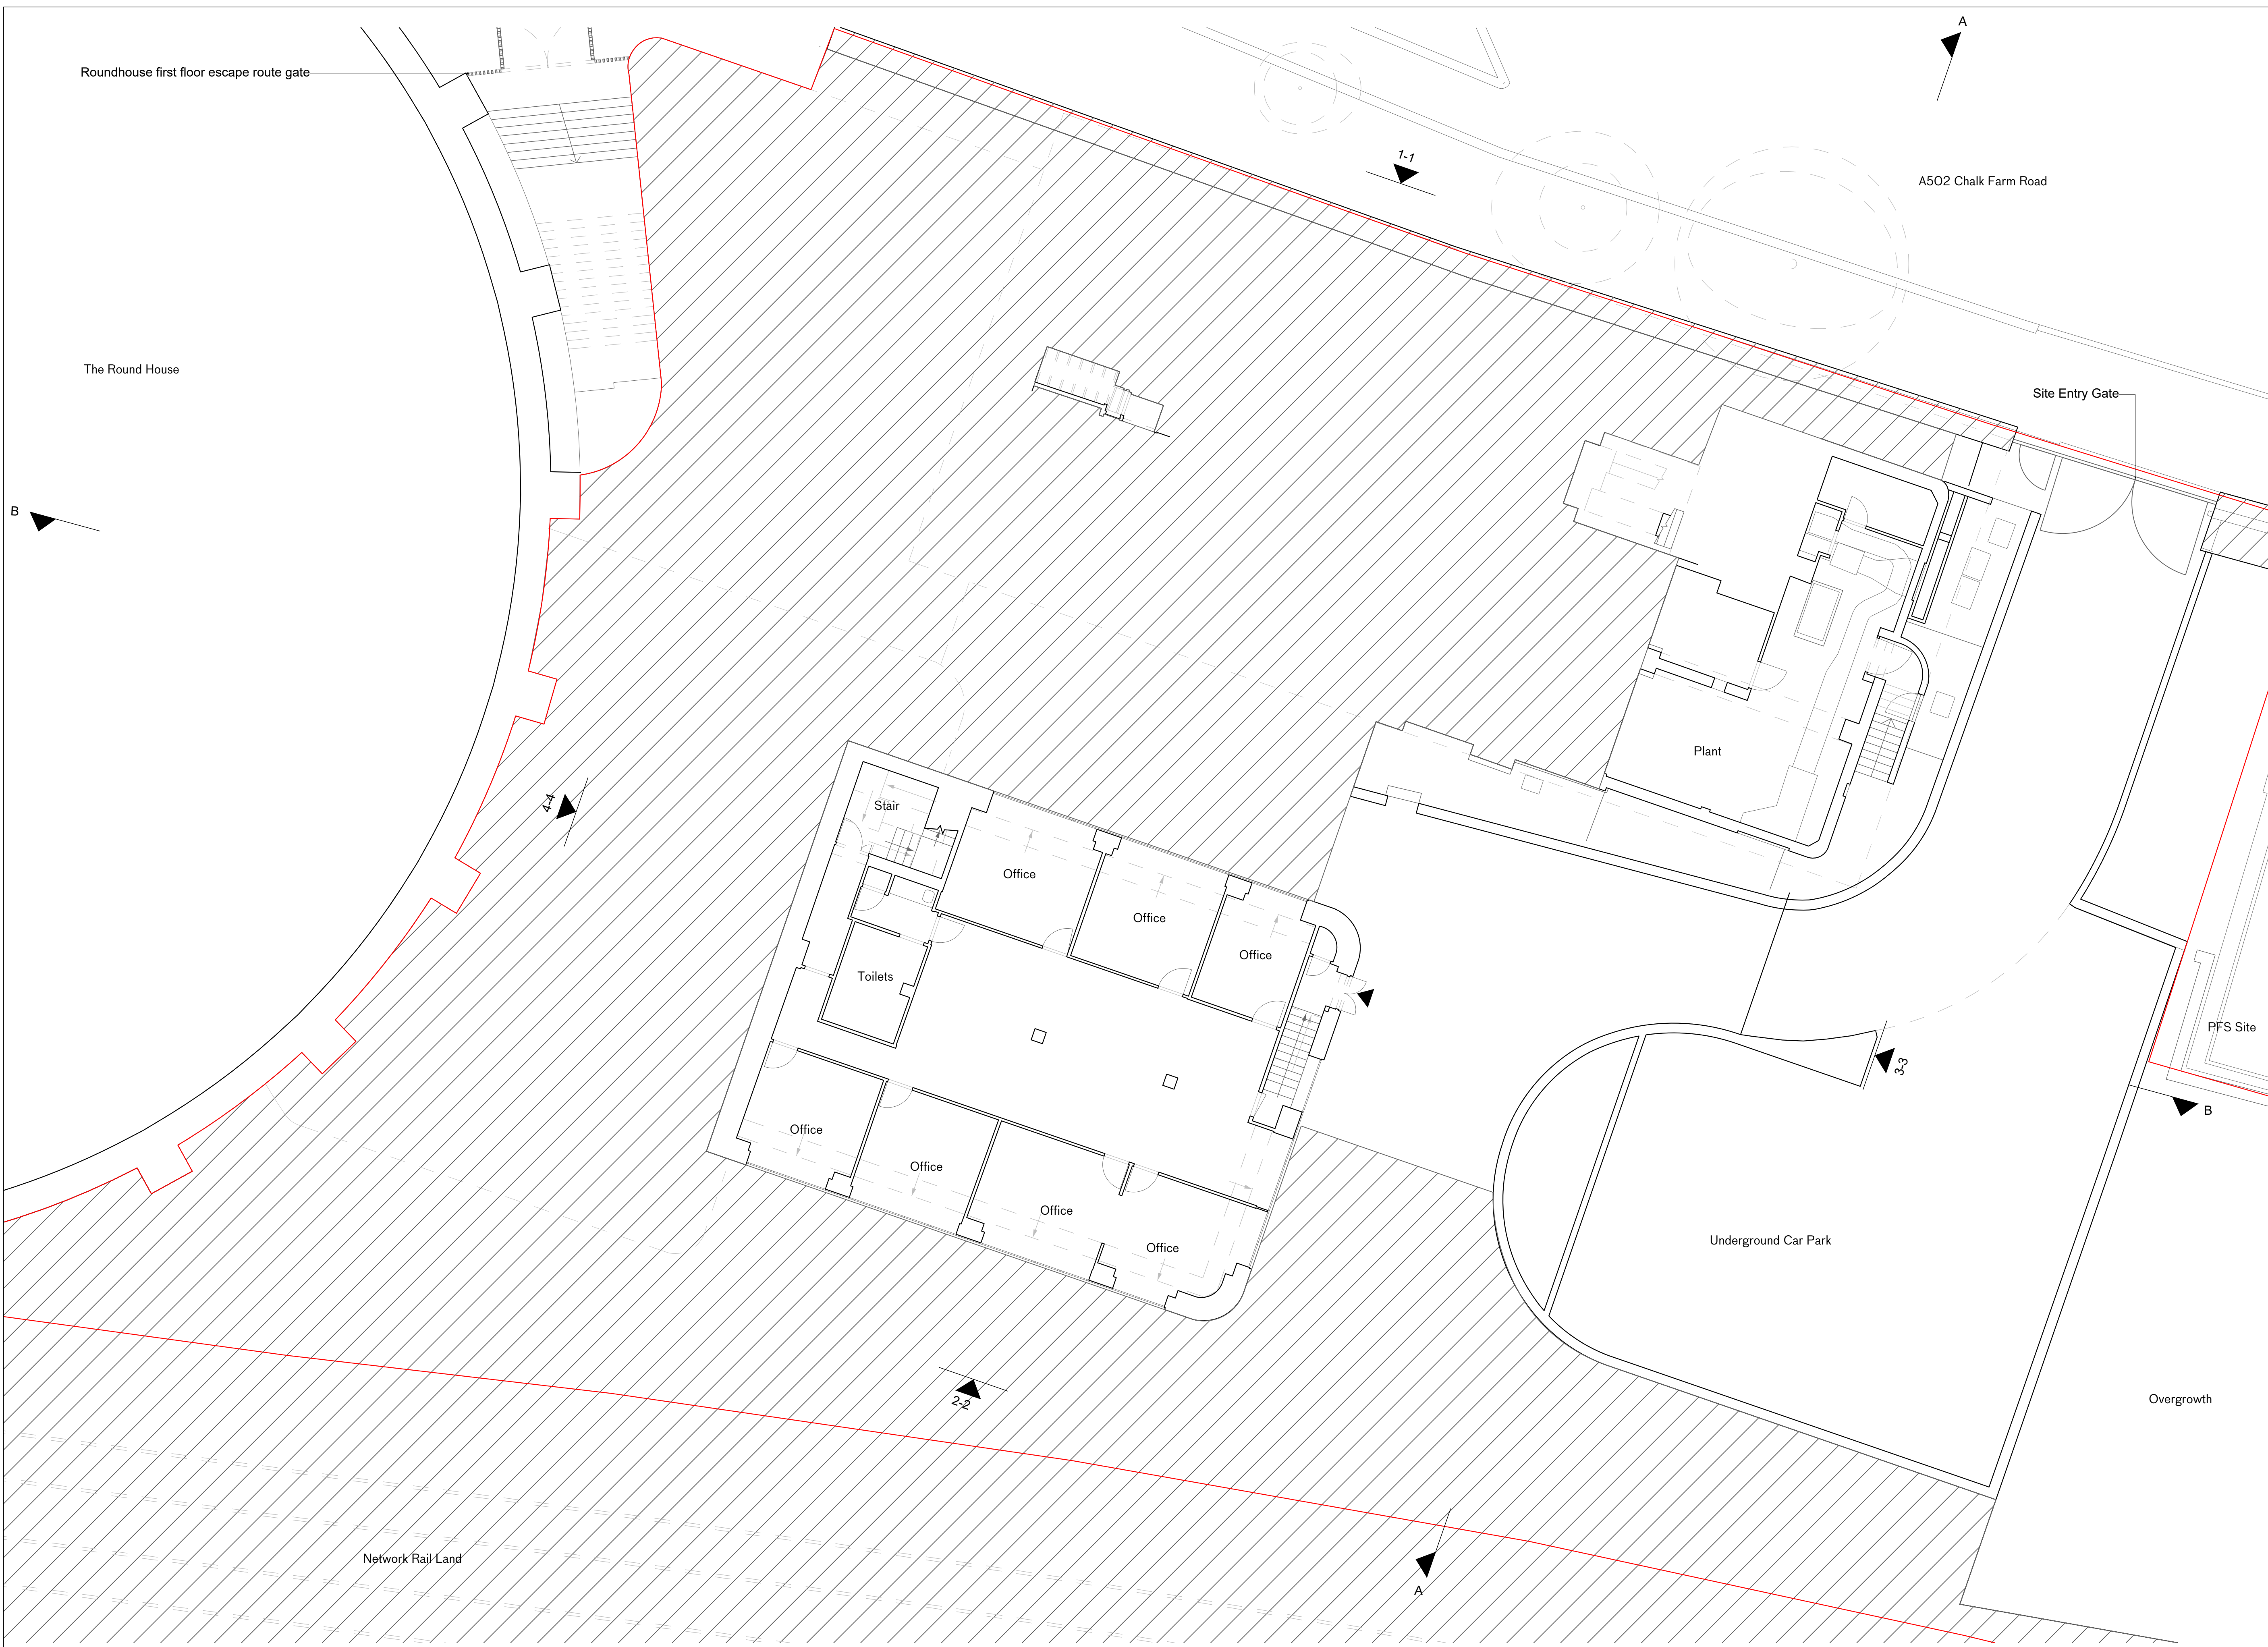 A
Roundhouse first floor escape route gate
1-1
A502 Chalk Farm Road
The Round House
Site Entry Gate
B
Plant
4-4
Stair
Office
Office
Office
Toilets
PFS Site
3-3
B
Office
Office
Office
Office
Underground Car Park
2-2
Overgrowth
Network Rail Land
A